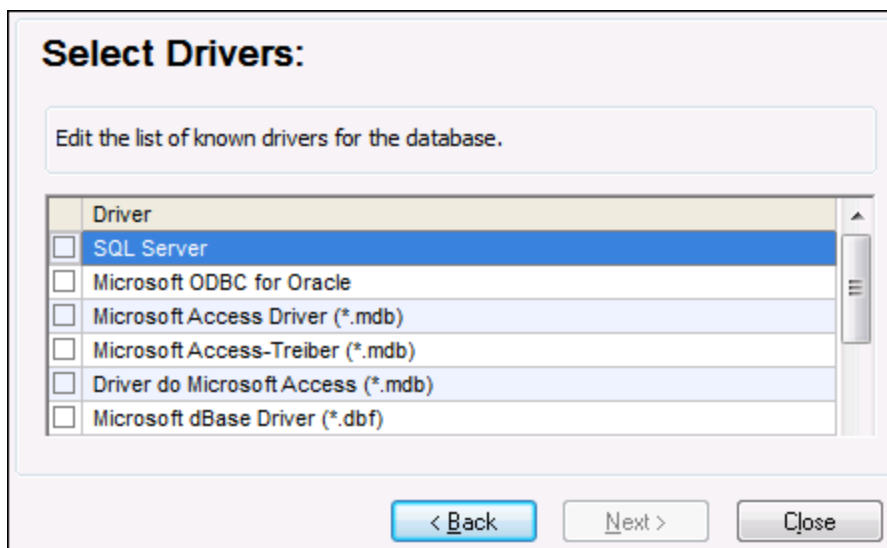 Select Drivers:
Edit the list of known drivers for the database.
Driver
SQL Server
Microsoft ODBC for Oracle
Microsoft Access Driver (*.mdb)
Microsoft Access-Treiber (*.mdb)
Driver do Microsoft Access (*.mdb)
Microsoft dBase Driver (*.dbf)
< Back Next > Close